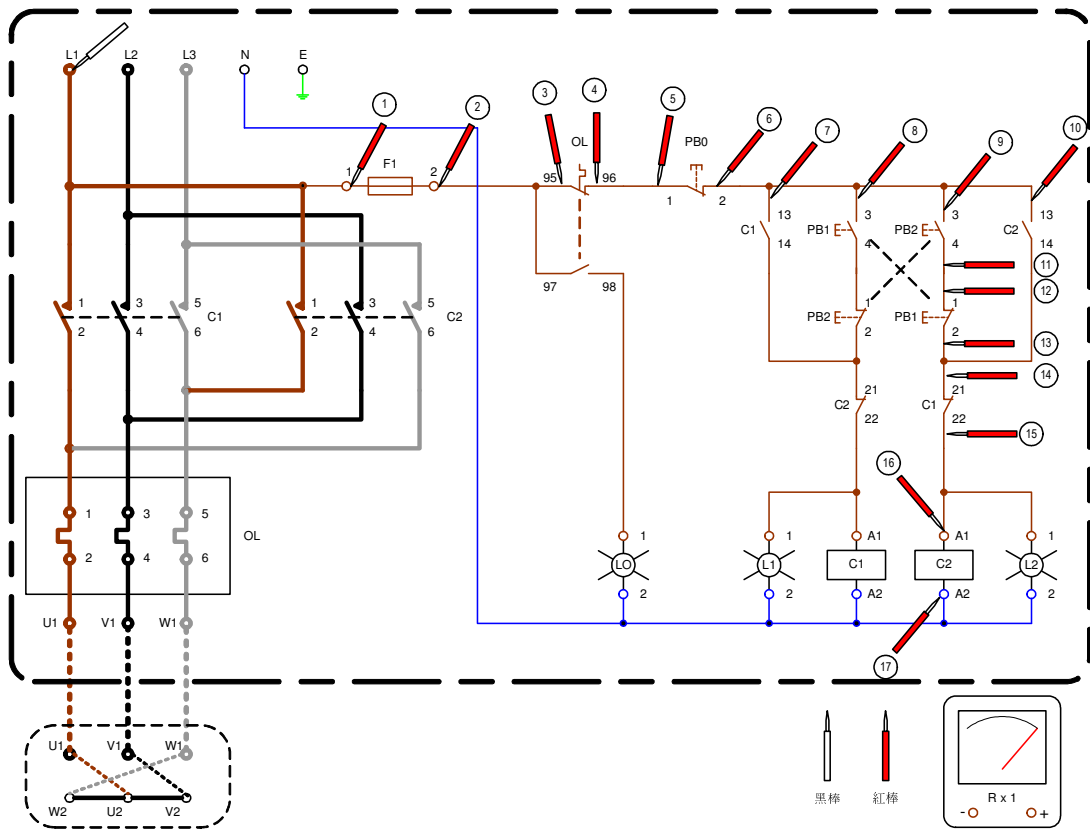 L1 L2 L3 N E
1 2 3 4 5 6 7 8 9 10
1 F1 2
OL
95 96
97 98
PB0
1 2
C1 13 14
PB1 3 4
PB2 3 4
C2 13 14
11
12
PB2 1 2
PB1 1 2
13
14
C2 21 22
C1 21 22
15
16
1 3 5 C1
2 4 6
1 3 5 C2
2 4 6
1 3 5
OL
2 4 6
U1 V1 W1
LO 1 2
L1 1 2
A1 C1 A2
A1 C2 A2
L2 1 2
17
U1 V1 W1
W2 U2 V2
黑棒 紅棒
R x 1
- +